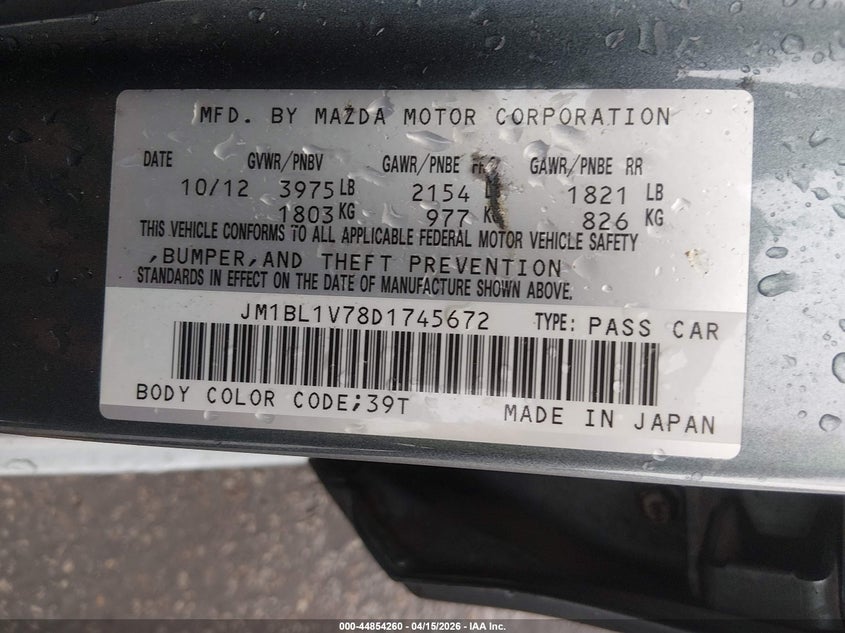 MFD. BY MAZDA MOTOR CORPORATION
DATE GVWR/PNBV GAWR/PNBE GAWR/PNBE RR
10/12 3975 LB 2154 1821 LB
1803 KG 977 KG 826 KG
THIS VEHICLE CONFORMS TO ALL APPLICABLE FEDERAL MOTOR VEHICLE SAFETY
,BUMPER,AND THEFT PREVENTION
STANDARDS IN EFFECT ON THE DATE OF MANUFACTURE SHOWN ABOVE.
JM1BL1V78D1745672 TYPE: PASS CAR
BODY COLOR CODE;39T
MADE IN JAPAN
000-44854260 - 04/15/2026 - IAA Inc.